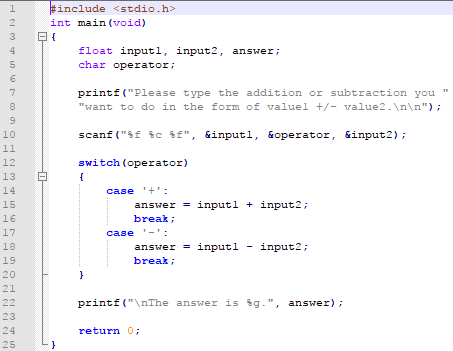 1 #include <stdio.h>
2 int main(void)
3 {
4 float input1, input2, answer;
5 char operator;
6
7 printf("Please type the addition or subtraction you "
8 "want to do in the form of value1 +/- value2.\n\n");
9
10 scanf("%f %c %f", &input1, &operator, &input2);
11
12 switch(operator)
13 {
14 case '+':
15 answer = input1 + input2;
16 break;
17 case '-':
18 answer = input1 - input2;
19 break;
20 }
21
22 printf("\nThe answer is %g.", answer);
23
24 return 0;
25 }